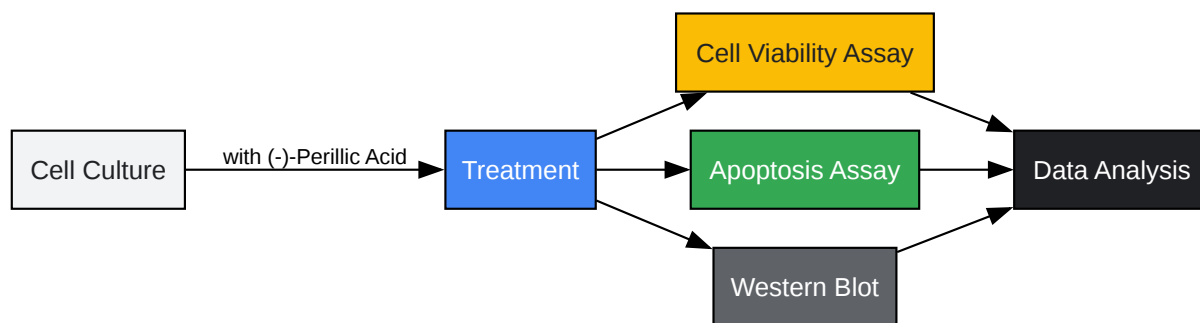 Cell Culture
with (-)-Perillic Acid
Treatment
Cell Viability Assay
Apoptosis Assay
Western Blot
Data Analysis